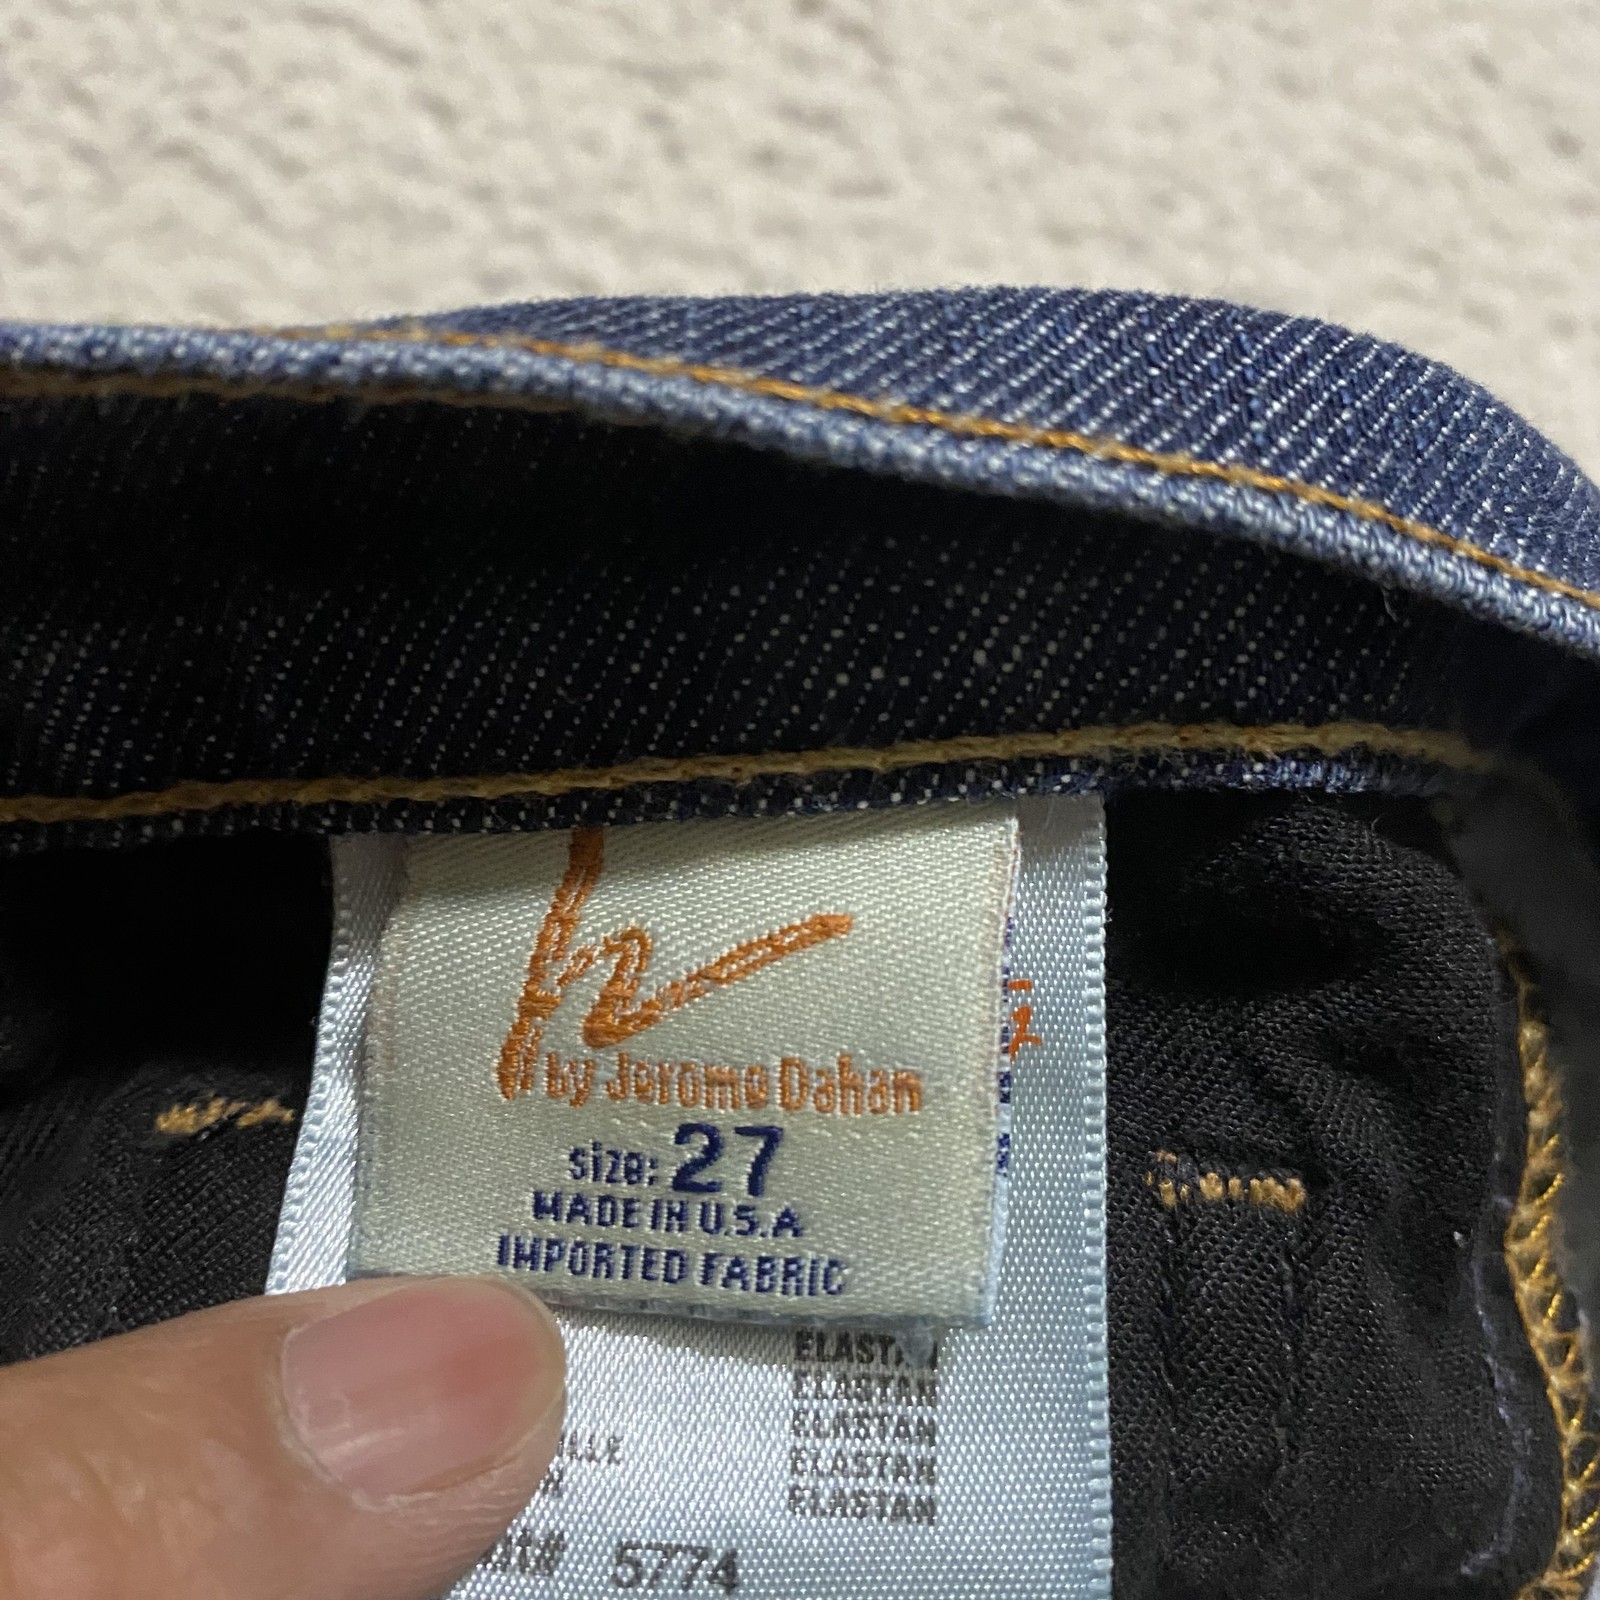 by Jerome Dahan
size: 27
MADE IN U.S.A
IMPORTED FABRIC
ELASTAN
ELASTAN
ELASTAN
ELASTAN
ELASTAN
5774